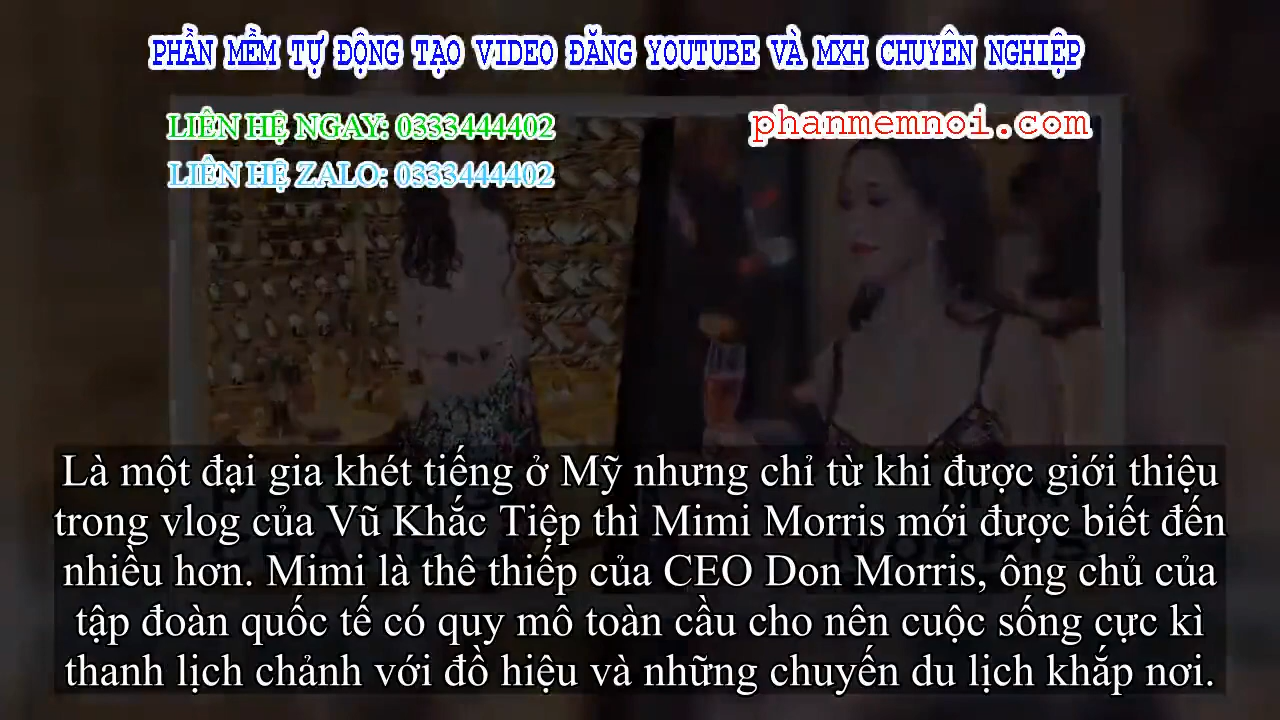 PHẦN MỀM TỰ ĐỘNG TẠO VIDEO ĐĂNG YOUTUBE VÀ MXH CHUYÊN NGHIỆP
LIÊN HỆ NGAY: 0333444402
phanmemnoi.com
LIÊN HỆ ZALO: 0333444402
Là một đại gia khét tiếng ở Mỹ nhưng chỉ từ khi được giới thiệu
trong vlog của Vũ Khắc Tiệp thì Mimi Morris mới được biết đến
nhiều hơn. Mimi là thê thiếp của CEO Don Morris, ông chủ của
tập đoàn quốc tế có quy mô toàn cầu cho nên cuộc sống cực kì
thanh lịch chảnh với đồ hiệu và những chuyến du lịch khắp nơi.
PHƯỢNG
CHANEL
MIMI
MORRIS